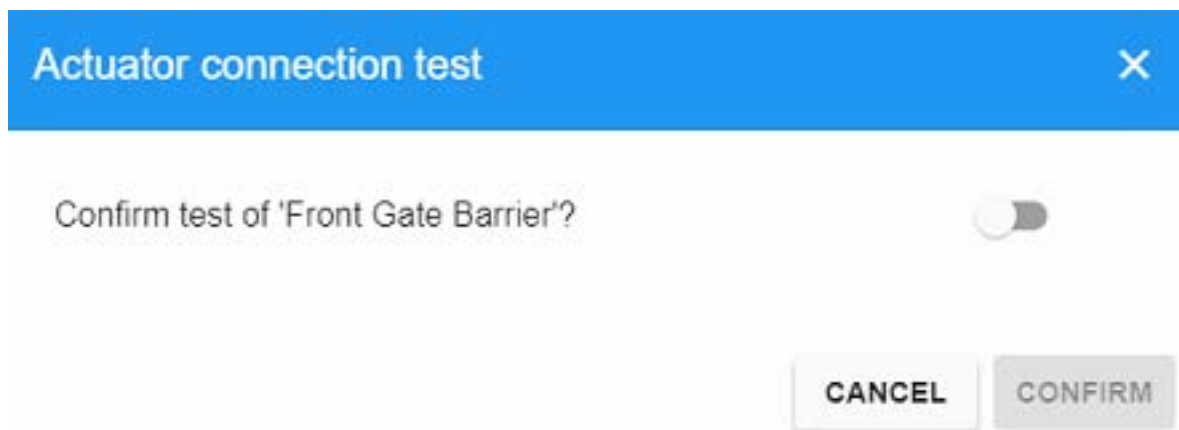 Actuator connection test
Confirm test of 'Front Gate Barrier'?
CANCEL CONFIRM